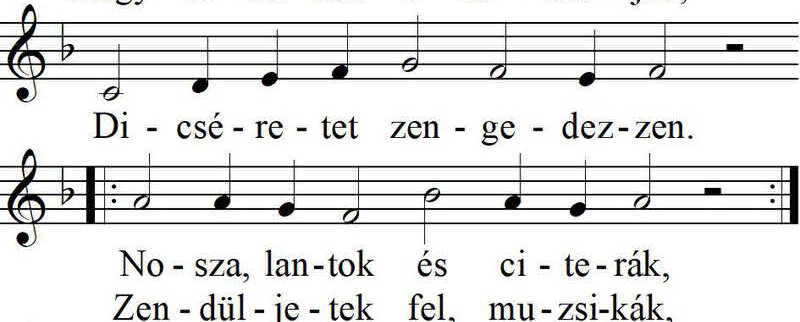 Di - csé - re - tet zen - ge - dez - zen.
No - sza, lan - tok és ci - te - rák,
Zen - dül - je - tek fel, mu - zsi - kák,